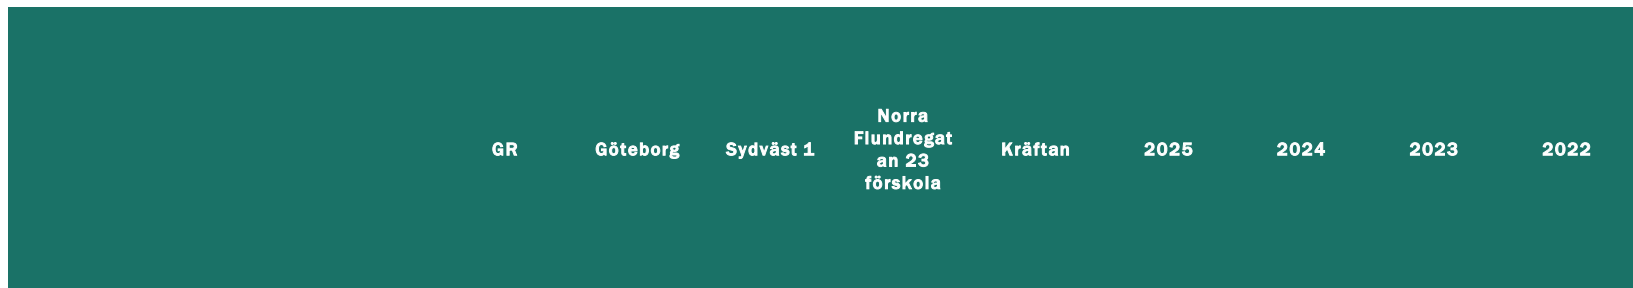 GR
Göteborg
Sydväst 1
Norra
Flundregat
an 23
förskola
Kräftan
2025
2024
2023
2022